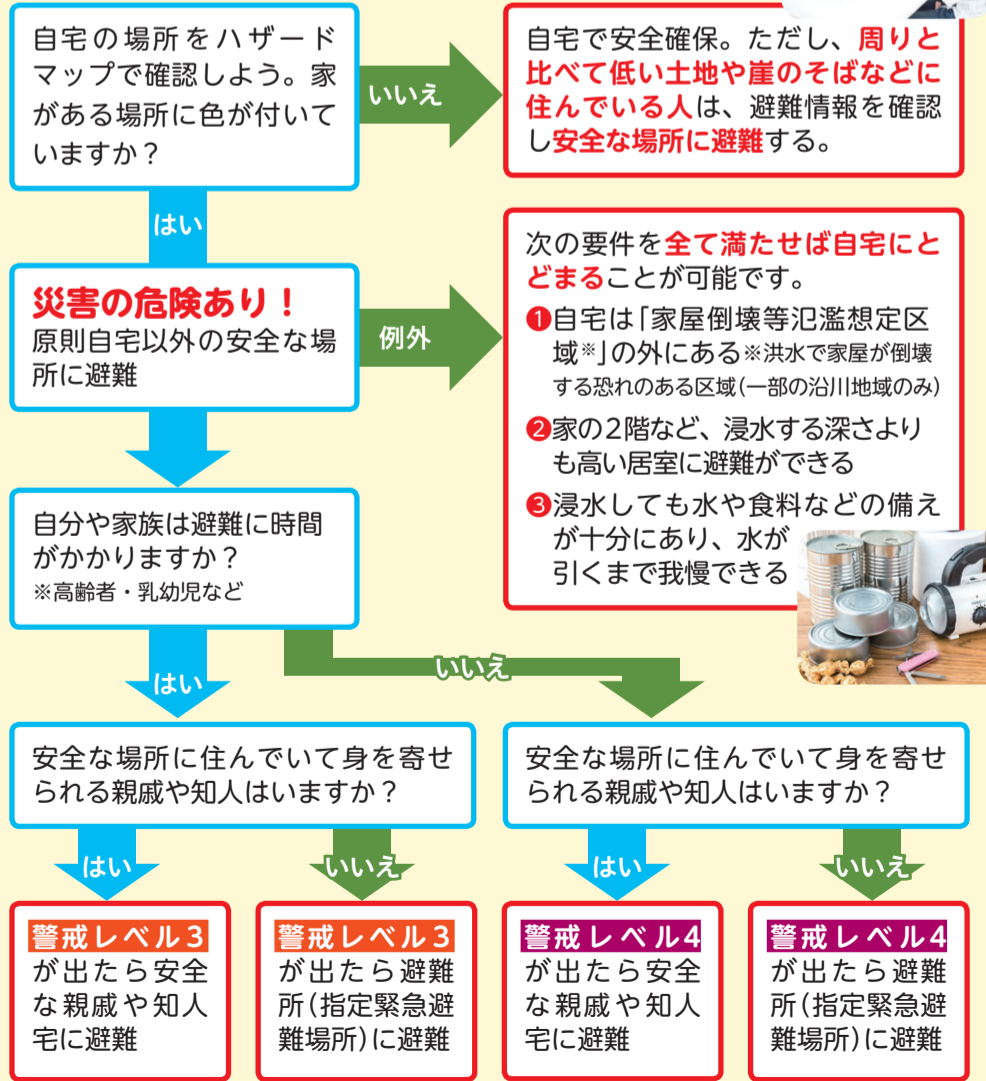 自宅の場所をハザード
マップで確認しよう。家
がある場所に色が付いて
いますか？
いいえ
自宅で安全確保。ただし、周りと
比べて低い土地や崖のそばなどに
住んでいる人は、避難情報を確認
し安全な場所に避難する。
はい
災害の危険あり！
原則自宅以外の安全な場
所に避難
例外
次の要件を全て満たせば自宅にと
どまることが可能です。
❶自宅は「家屋倒壊等氾濫想定区
域※」の外にある※洪水で家屋が倒壊
する恐れのある区域(一部の沿川地域のみ)
❷家の2階など、浸水する深さより
も高い居室に避難ができる
❸浸水しても水や食料などの備え
が十分にあり、水が
引くまで我慢できる
自分や家族は避難に時間
がかかりますか？
※高齢者・乳幼児など
はい
いいえ
安全な場所に住んでいて身を寄せ
られる親戚や知人はいますか？
はい
いいえ
安全な場所に住んでいて身を寄せ
られる親戚や知人はいますか？
はい
いいえ
警戒レベル3
が出たら安全
な親戚や知人
宅に避難
警戒レベル3
が出たら避難
所(指定緊急避
難場所)に避難
警戒レベル4
が出たら安全
な親戚や知人
宅に避難
警戒レベル4
が出たら避難
所(指定緊急避
難場所)に避難